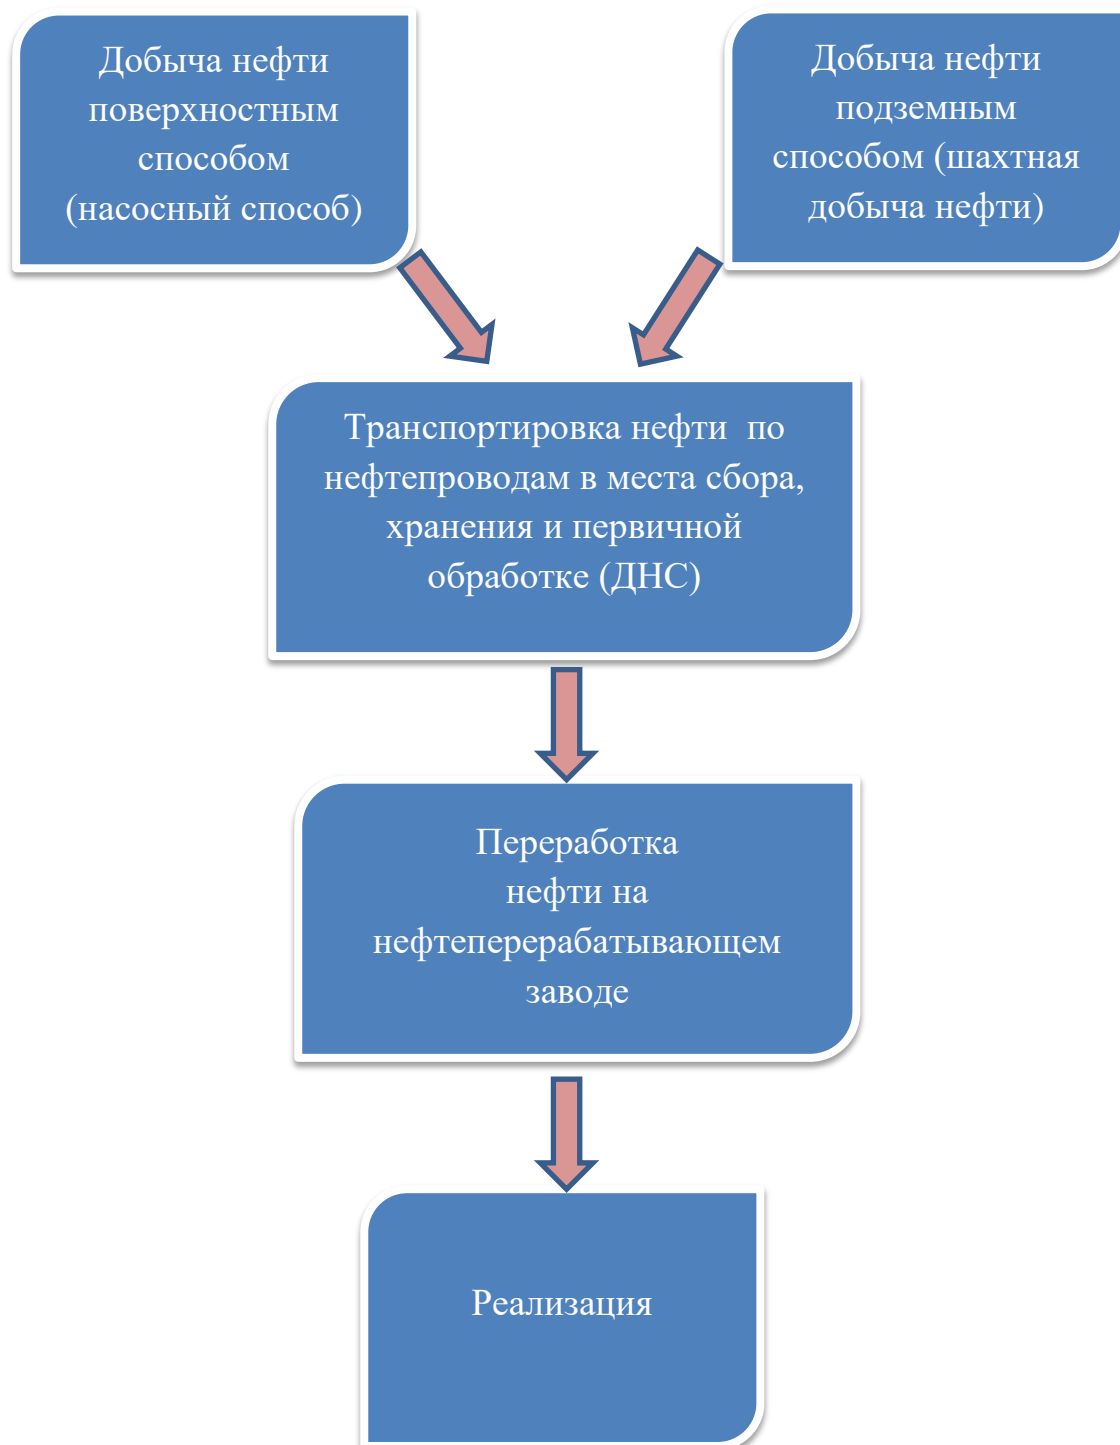 Добыча нефти
поверхностным
способом
(насосный способ)
Добыча нефти
подземным
способом (шахтная
добыча нефти)
Транспортировка нефти  по
нефтепроводам в места сбора,
хранения и первичной
обработке (ДНС)
Переработка
нефти на
нефтеперерабатывающем
заводе
Реализация